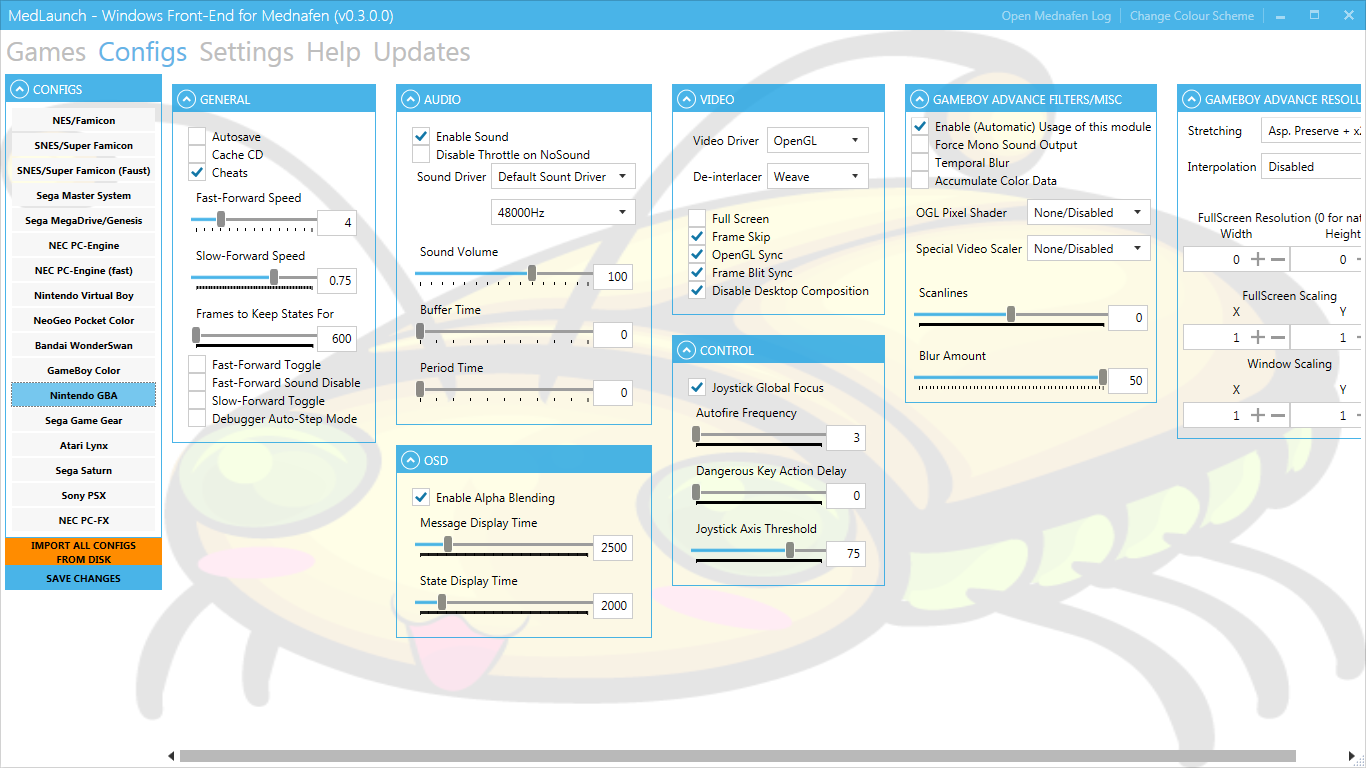 MedLaunch - Windows Front-End for Mednafen (v0.3.0.0)
Open Mednafen Log
Change Colour Scheme
Games Configs Settings Help Updates
CONFIGS
NES/Famicon
SNES/Super Famicon
SNES/Super Famicon (Faust)
Sega Master System
Sega MegaDrive/Genesis
NEC PC-Engine
NEC PC-Engine (fast)
Nintendo Virtual Boy
NeoGeo Pocket Color
Bandai WonderSwan
GameBoy Color
Nintendo GBA
Sega Game Gear
Atari Lynx
Sega Saturn
Sony PSX
NEC PC-FX
IMPORT ALL CONFIGS
FROM DISK
SAVE CHANGES
GENERAL
Autosave
Cache CD
Cheats
Fast-Forward Speed
4
Slow-Forward Speed
0.75
Frames to Keep States For
600
Fast-Forward Toggle
Fast-Forward Sound Disable
Slow-Forward Toggle
Debugger Auto-Step Mode
AUDIO
Enable Sound
Disable Throttle on NoSound
Sound Driver Default Sount Driver
48000Hz
Sound Volume
100
Buffer Time
0
Period Time
0
OSD
Enable Alpha Blending
Message Display Time
2500
State Display Time
2000
VIDEO
Video Driver OpenGL
De-interlacer Weave
Full Screen
Frame Skip
OpenGL Sync
Frame Blit Sync
Disable Desktop Composition
CONTROL
Joystick Global Focus
Autofire Frequency
3
Dangerous Key Action Delay
0
Joystick Axis Threshold
75
GAMEBOY ADVANCE FILTERS/MISC
Enable (Automatic) Usage of this module
Force Mono Sound Output
Temporal Blur
Accumulate Color Data
OGL Pixel Shader None/Disabled
Special Video Scaler None/Disabled
Scanlines
0
Blur Amount
50
GAMEBOY ADVANCE RESOLU
Stretching Asp. Preserve + x
Interpolation Disabled
FullScreen Resolution (0 for nat
Width Height
0 + − 0 −
FullScreen Scaling
X Y
1 + − 1 −
Window Scaling
X Y
1 + − 1 −